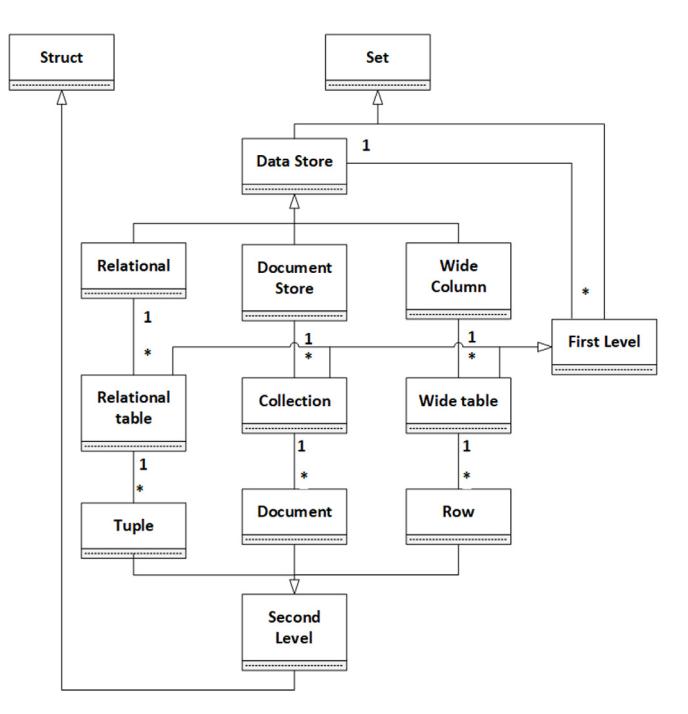 Struct
Set
Data Store
1
Relational
Document
Store
Wide
Column
*
1
*
1
*
1
*
First Level
Relational
table
Collection
Wide table
1
*
1
*
1
*
Tuple
Document
Row
Second
Level